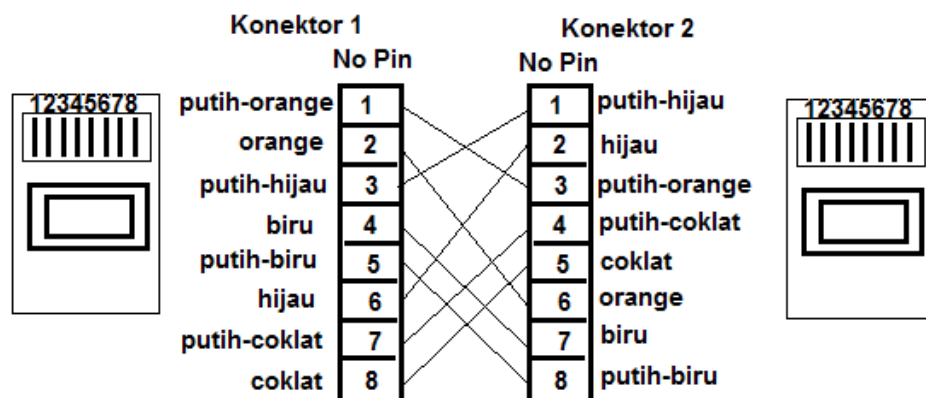 Konektor 1 Konektor 2
No Pin No Pin
12345678 12345678
putih-orange 1 1 putih-hijau
orange 2 2 hijau
putih-hijau 3 3 putih-orange
biru 4 4 putih-coklat
putih-biru 5 5 coklat
hijau 6 6 orange
putih-coklat 7 7 biru
coklat 8 8 putih-biru